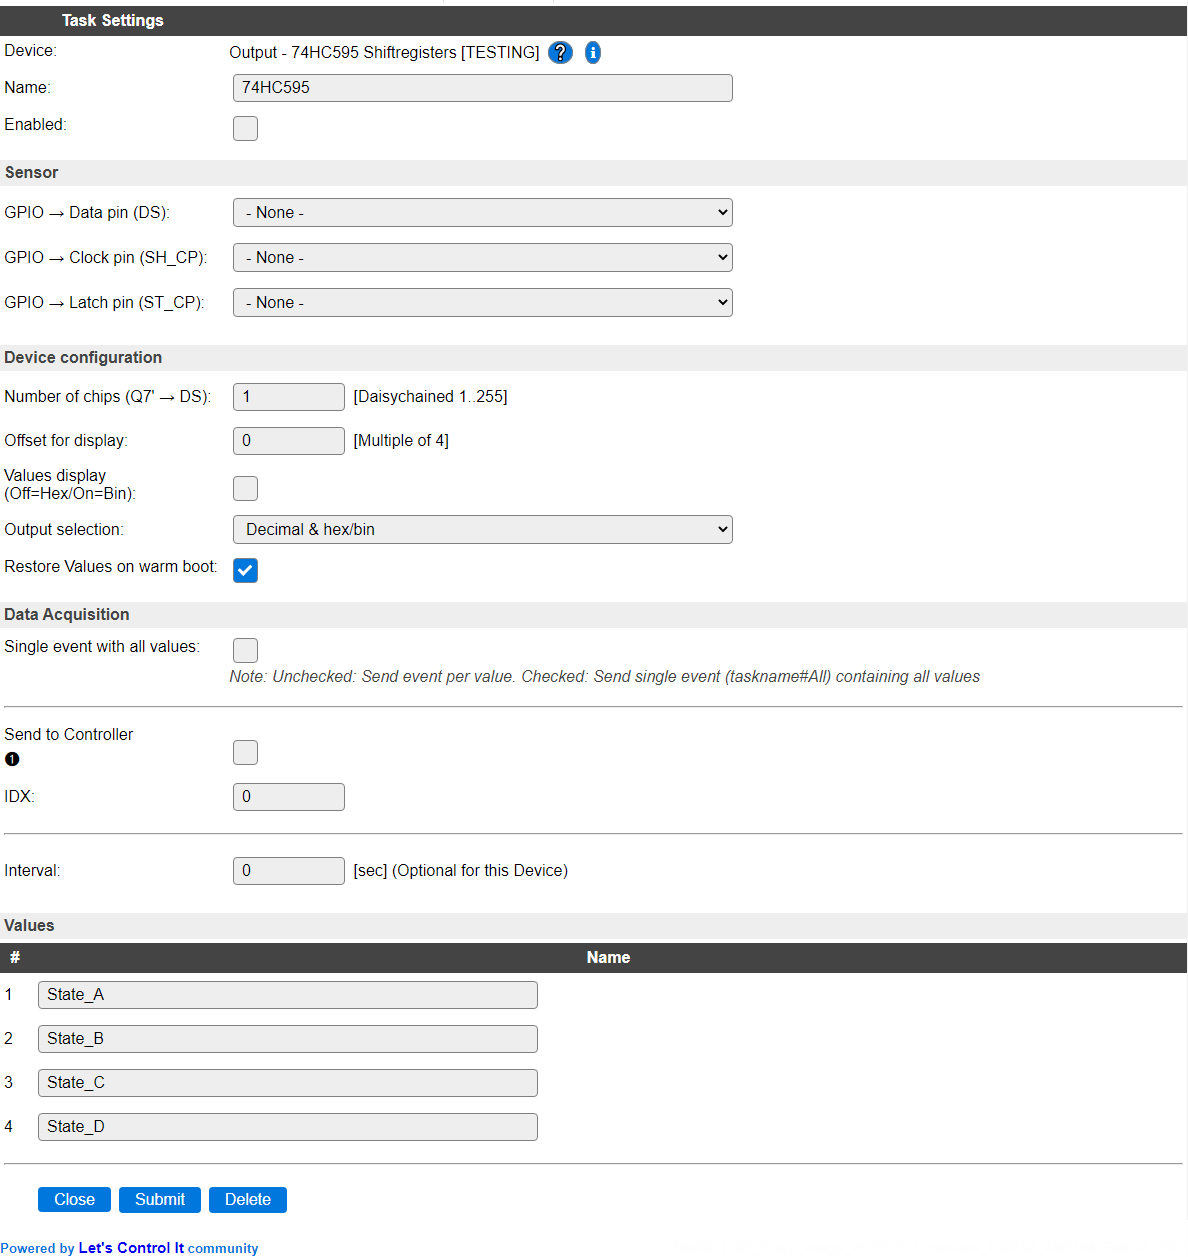 Task Settings
Device: Output - 74HC595 Shiftregisters [TESTING] ? i
Name: 74HC595
Enabled:
Sensor
GPIO → Data pin (DS): - None -
GPIO → Clock pin (SH_CP): - None -
GPIO → Latch pin (ST_CP): - None -
Device configuration
Number of chips (Q7' → DS): 1 [Daisychained 1..255]
Offset for display: 0 [Multiple of 4]
Values display
(Off=Hex/On=Bin):
Output selection: Decimal & hex/bin
Restore Values on warm boot:
Data Acquisition
Single event with all values:
Note: Unchecked: Send event per value. Checked: Send single event (taskname#All) containing all values
Send to Controller
❶
IDX: 0
Interval: 0 [sec] (Optional for this Device)
Values
# Name
1 State_A
2 State_B
3 State_C
4 State_D
Close Submit Delete
Powered by Let's Control It community